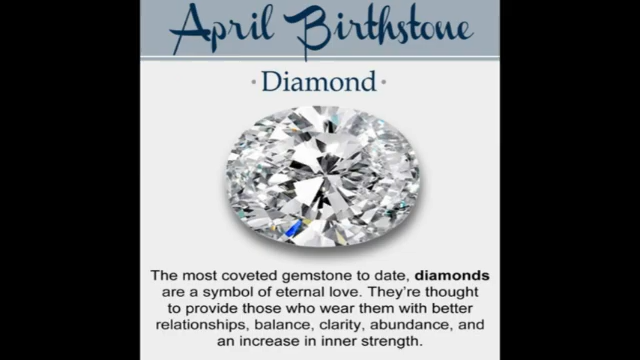 April Birthstone
• Diamond •
The most coveted gemstone to date, diamonds
are a symbol of eternal love. They're thought
to provide those who wear them with better
relationships, balance, clarity, abundance, and
an increase in inner strength.